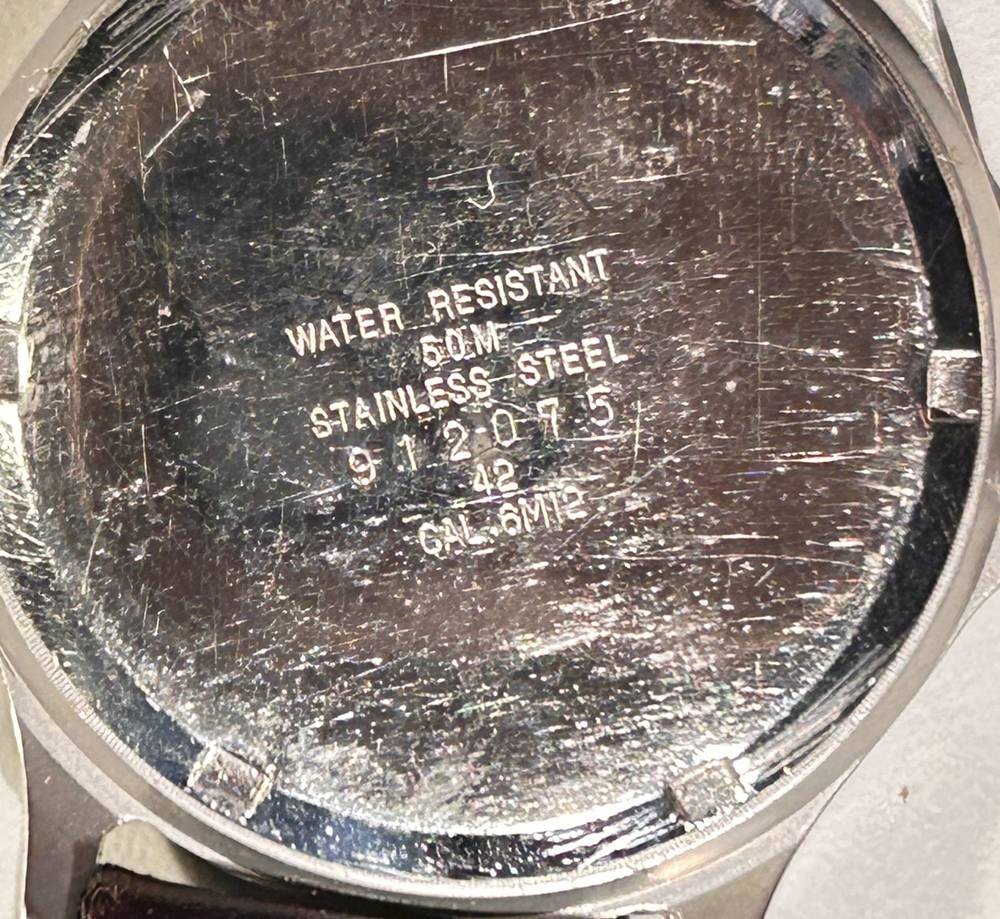 WATER RESISTANT
50M
STAINLESS STEEL
912075
42
CAL.6M12